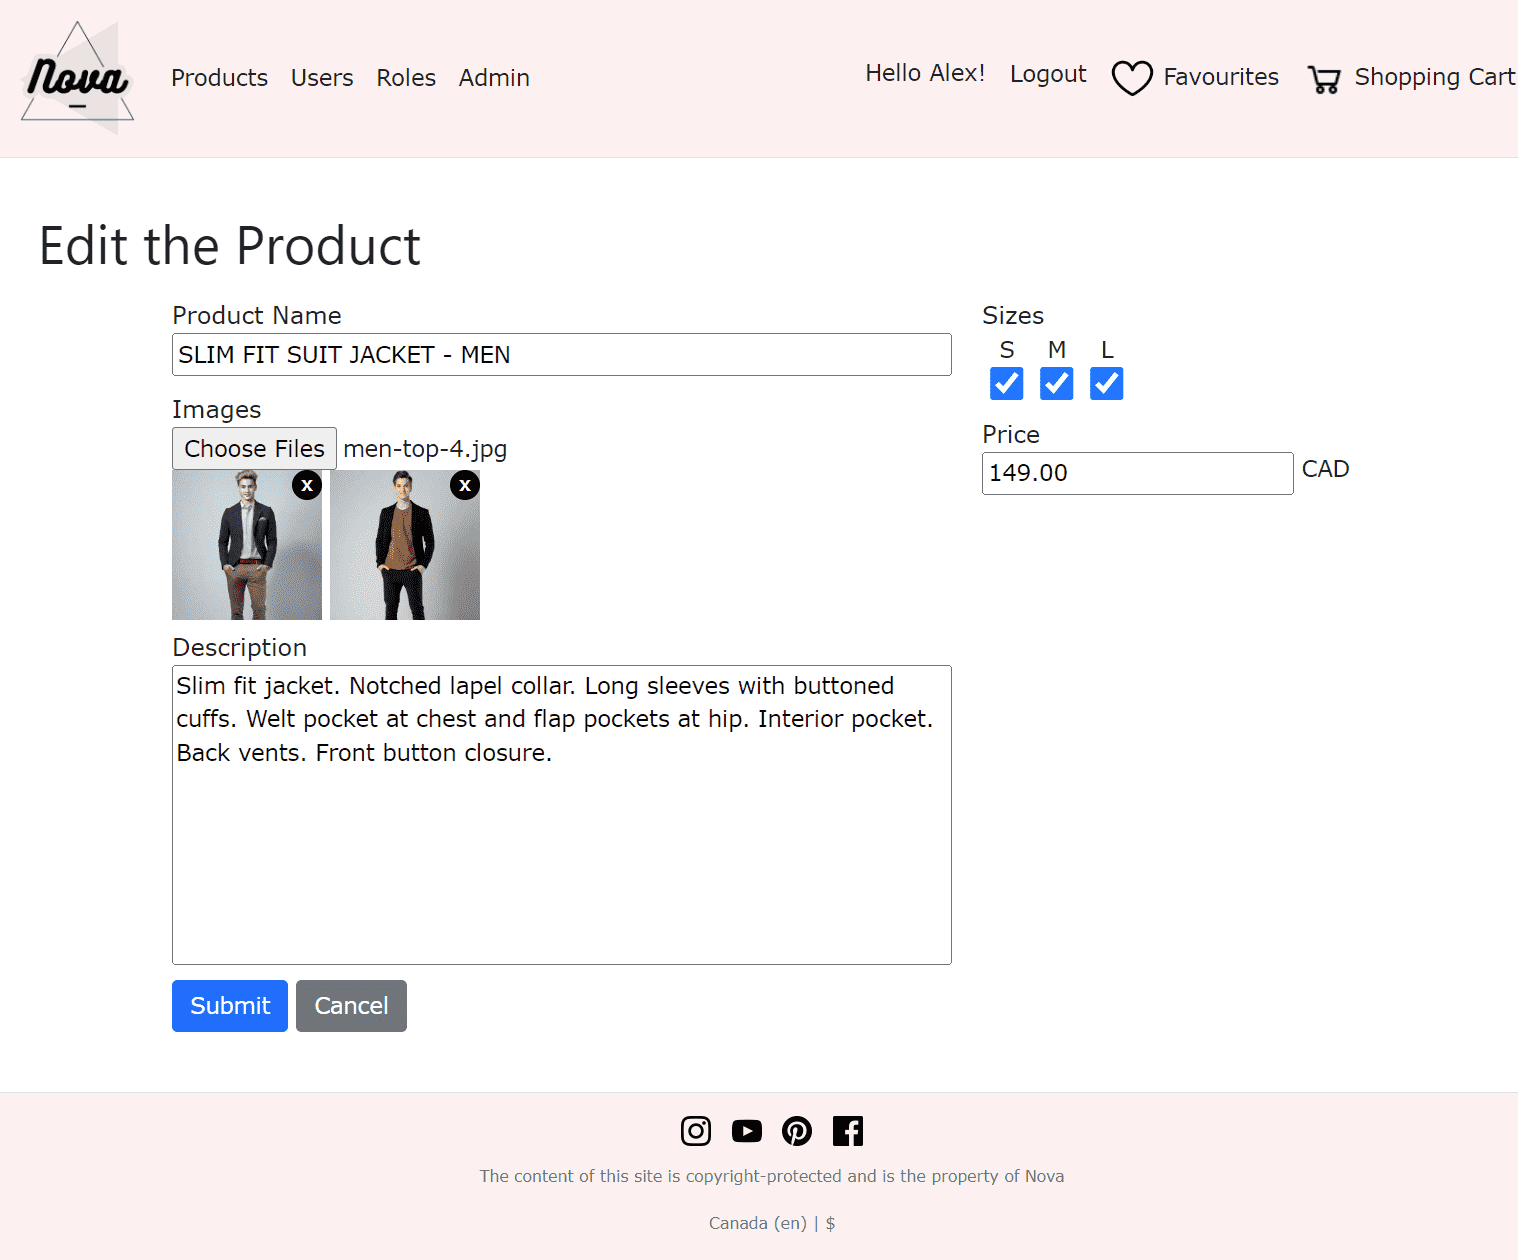 Nova
Products Users Roles Admin
Hello Alex! Logout Favourites Shopping Cart
Edit the Product
Product Name
SLIM FIT SUIT JACKET - MEN
Images
Choose Files men-top-4.jpg
x x
Description
Slim fit jacket. Notched lapel collar. Long sleeves with buttoned
cuffs. Welt pocket at chest and flap pockets at hip. Interior pocket.
Back vents. Front button closure.
Submit Cancel
Sizes
S M L
Price
149.00 CAD
The content of this site is copyright-protected and is the property of Nova
Canada (en) | $